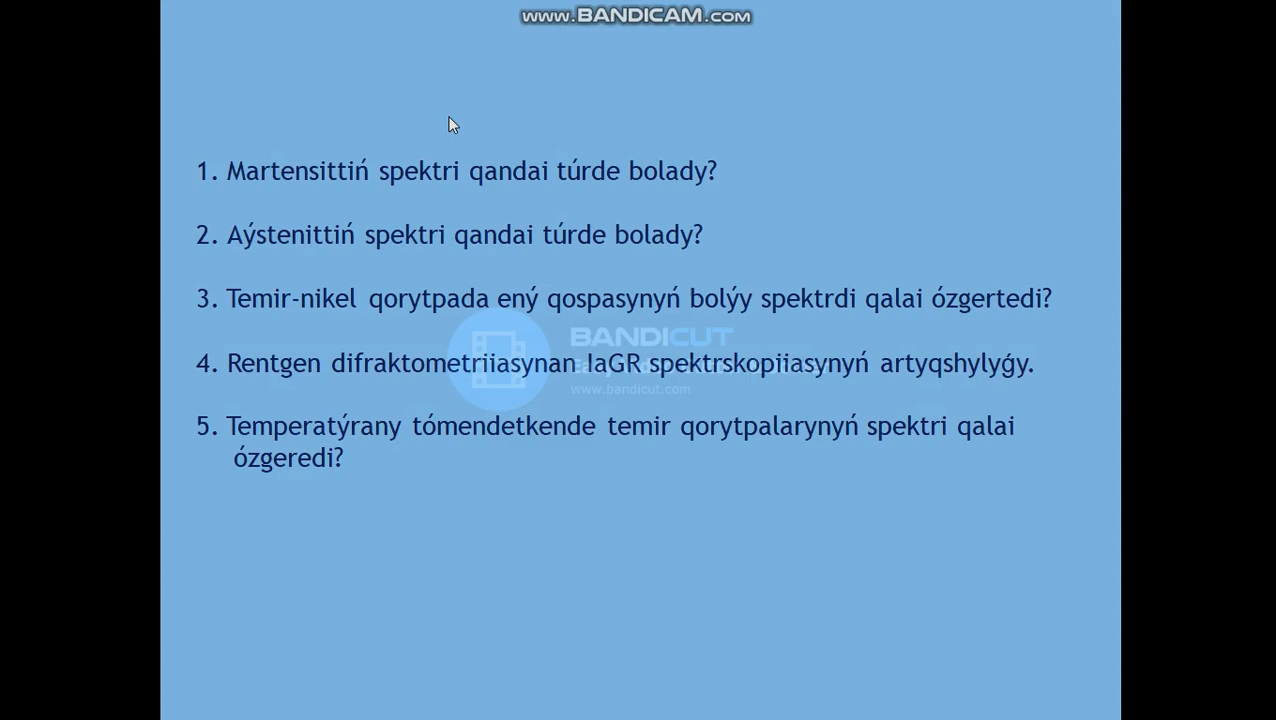 www.BANDICAM.com
1. Martensittiń spektri qandai túrde bolady?
2. Aýstenittiń spektri qandai túrde bolady?
3. Temir-nikel qorytpada ený qospasynyń bolýy spektrdi qalai ózgertedi?
BANDICUT
4. Rentgen difraktometriiasynan IaGR spektrskopiiasynyń artyqshylyǵy.
www.bandicut.com
5. Temperatýrany tómendetkende temir qorytpalarynyń spektri qalai
ózgeredi?